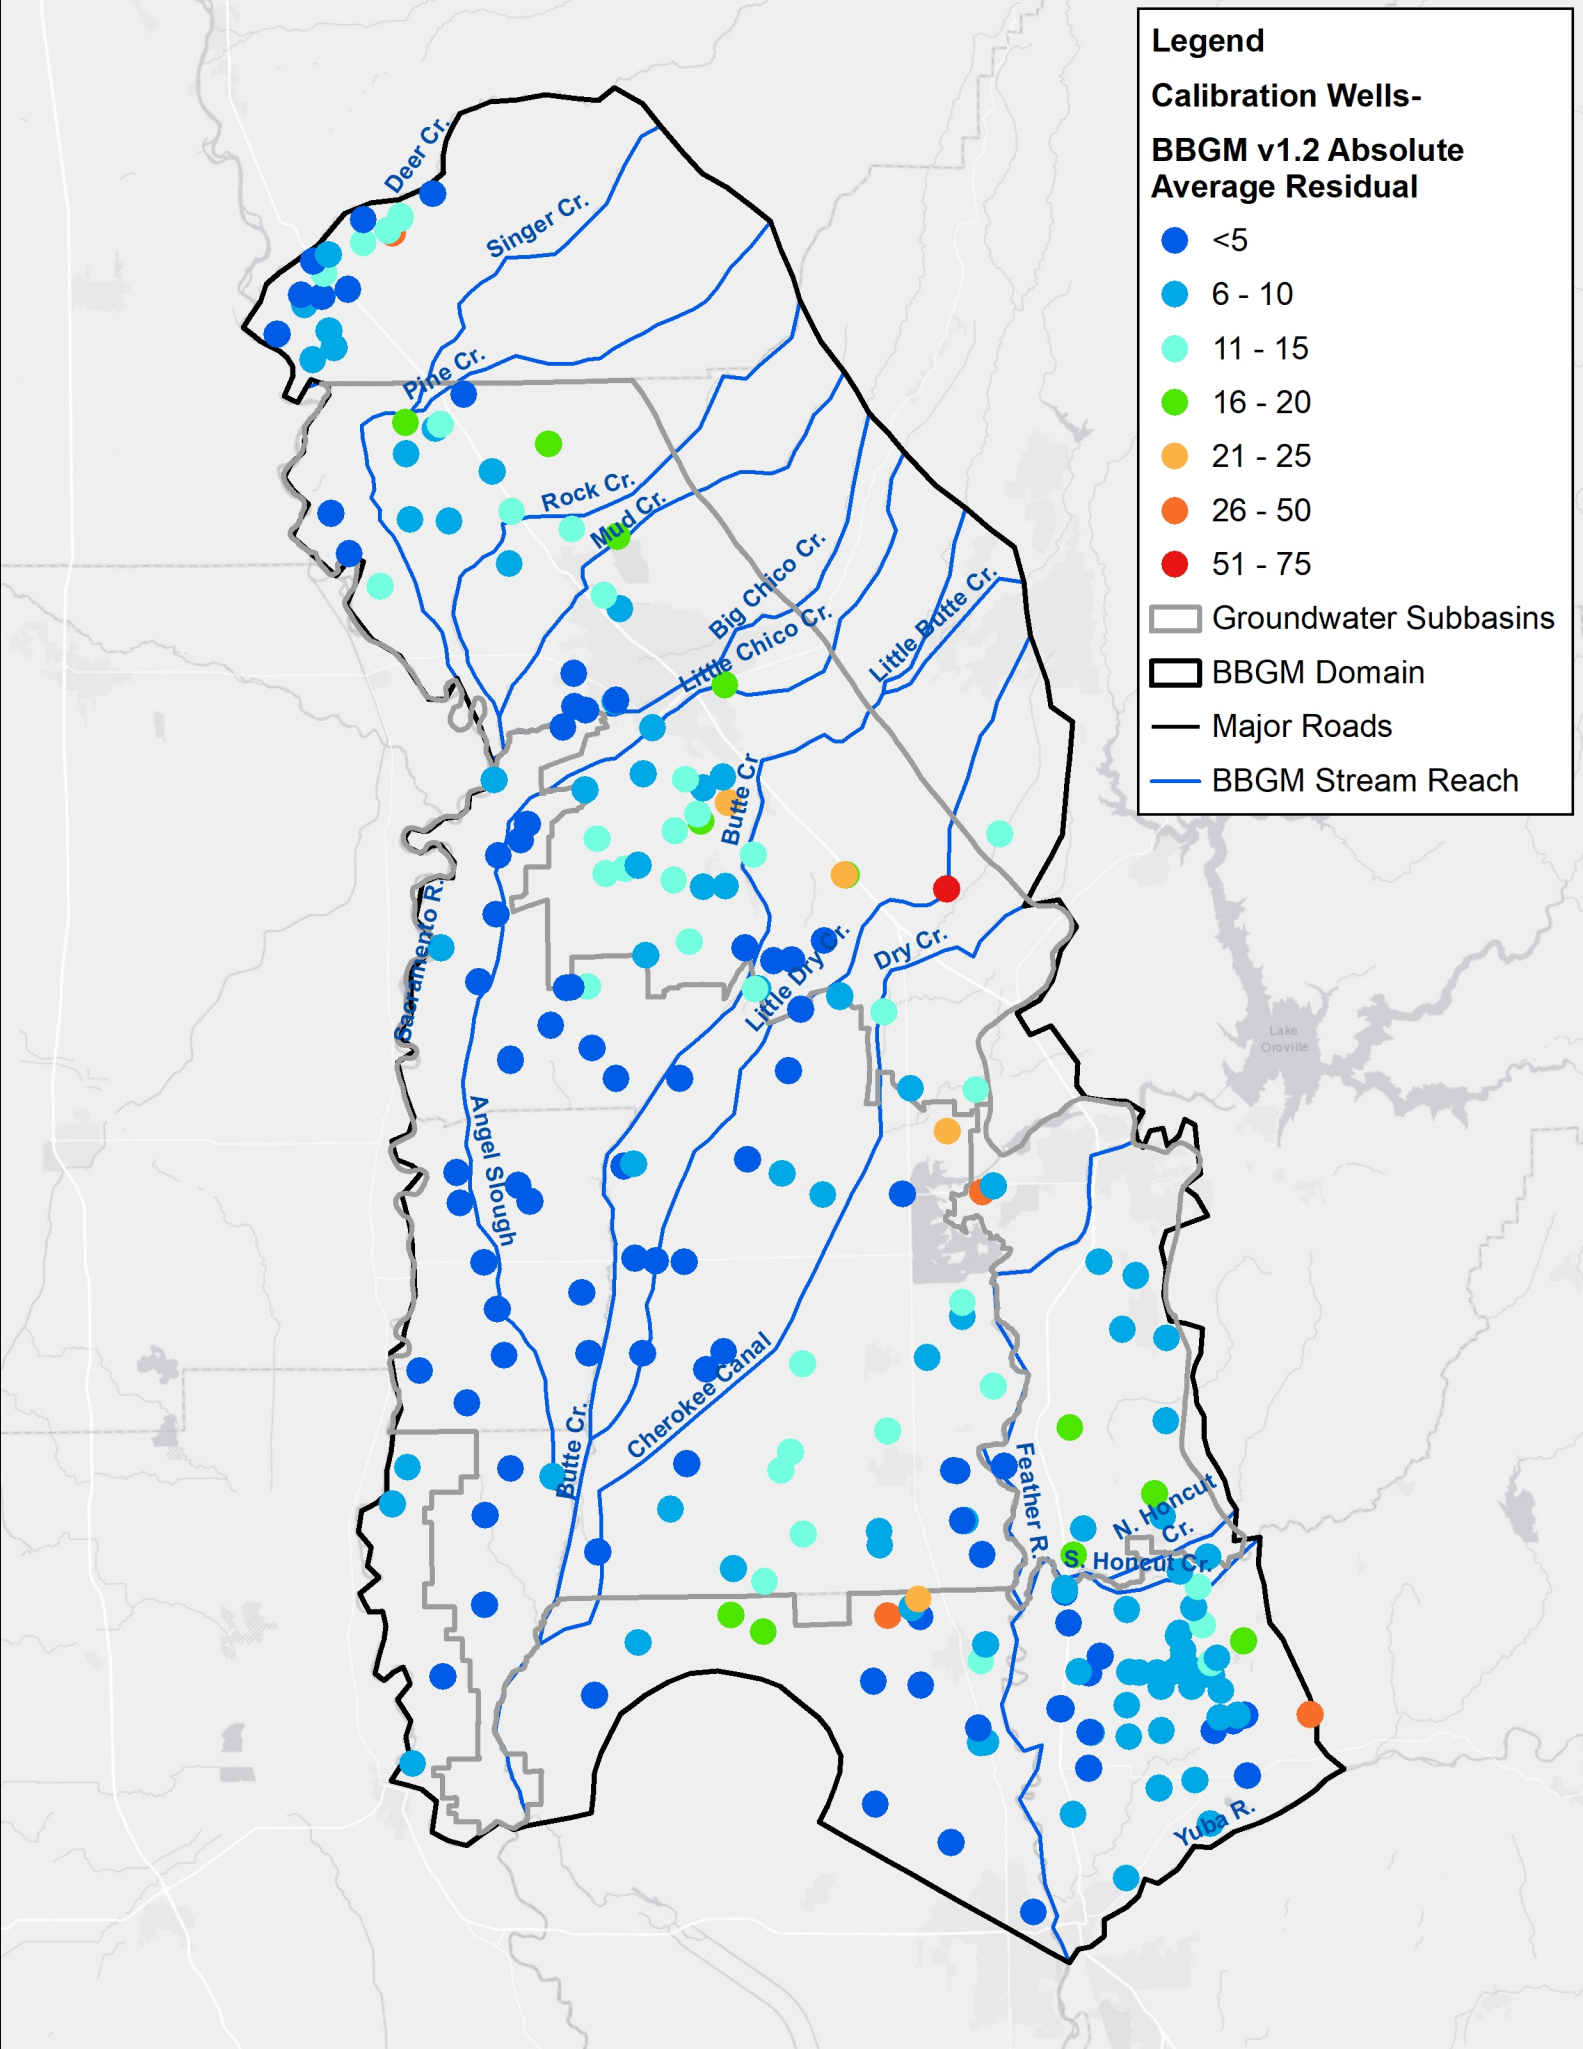 Legend
Calibration Wells-
BBGM v1.2 Absolute
Average Residual
<5
6 - 10
11 - 15
16 - 20
21 - 25
26 - 50
51 - 75
Groundwater Subbasins
BBGM Domain
Major Roads
BBGM Stream Reach
Deer Cr.
Singer Cr.
Pine Cr.
Rock Cr.
Mud Cr.
Big Chico Cr.
Little Chico Cr.
Little Butte Cr.
Butte Cr
Sacramento R.
Little Dry Cr.
Dry Cr.
Lake
Oroville
Angel Slough
Cherokee Canal
Butte Cr.
Feather R.
N. Honcut
Cr.
S. Honcut Cr.
Yuba R.